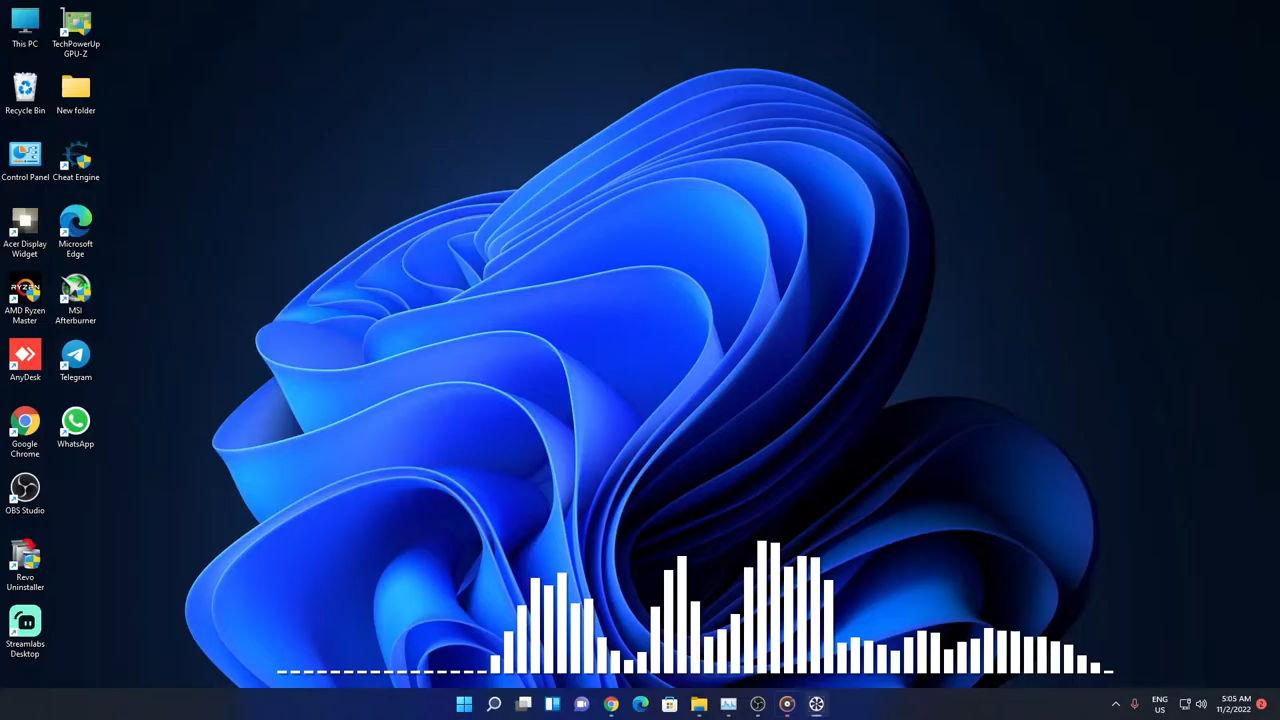 This PC
TechPowerUp
GPU-Z
Recycle Bin
New folder
Control Panel
Cheat Engine
Acer Display
Widget
Microsoft
Edge
RYZEN
AMD Ryzen
Master
MSI
Afterburner
AnyDesk
Telegram
Google
Chrome
WhatsApp
OBS Studio
Revo
Uninstaller
Streamlabs
Desktop
ENG
US
5:05 AM
11/2/2022
2